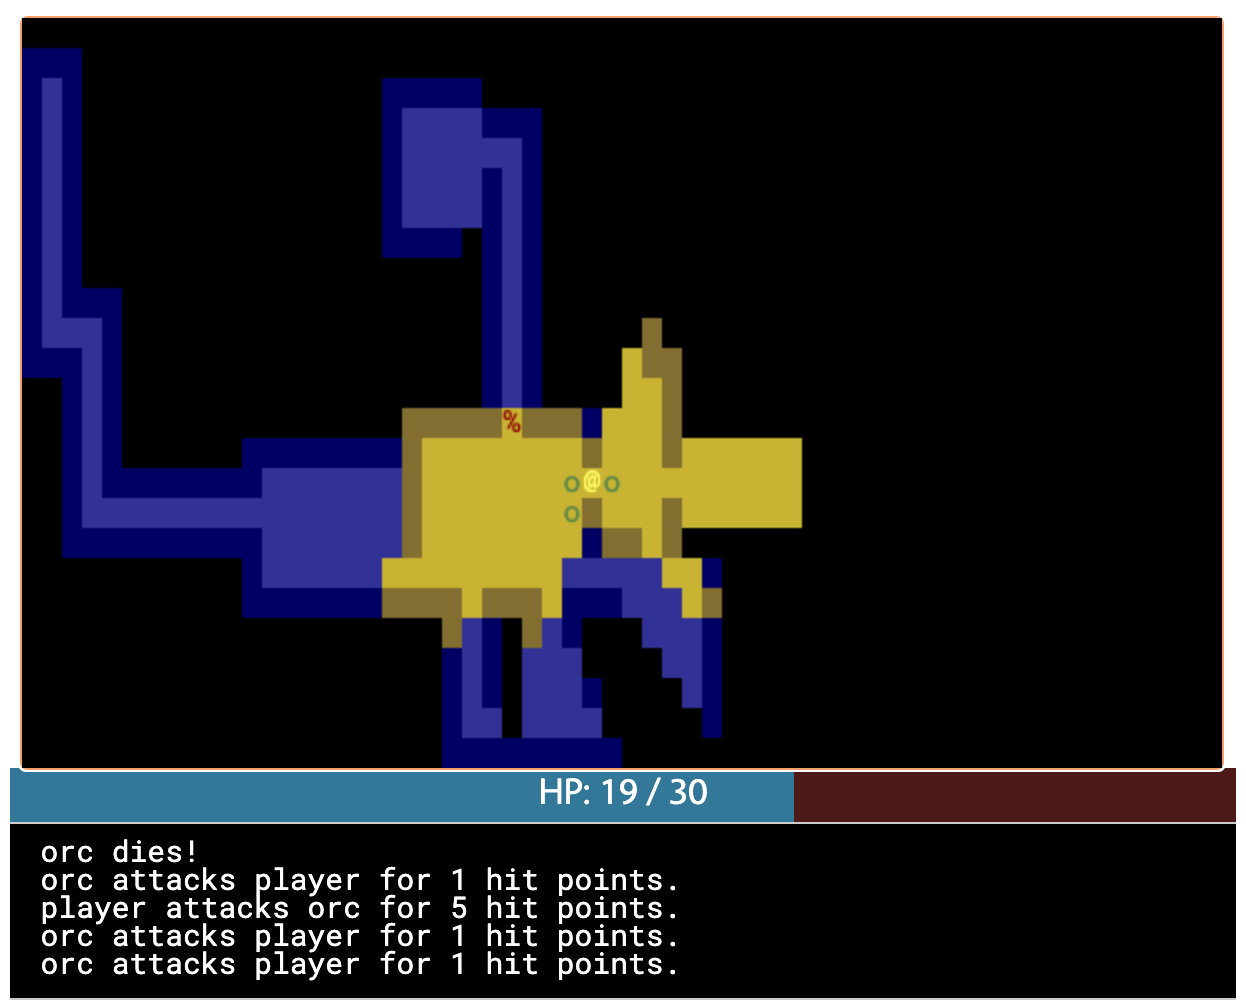 %
o@o
o
HP: 19 / 30
orc dies!
orc attacks player for 1 hit points.
player attacks orc for 5 hit points.
orc attacks player for 1 hit points.
orc attacks player for 1 hit points.